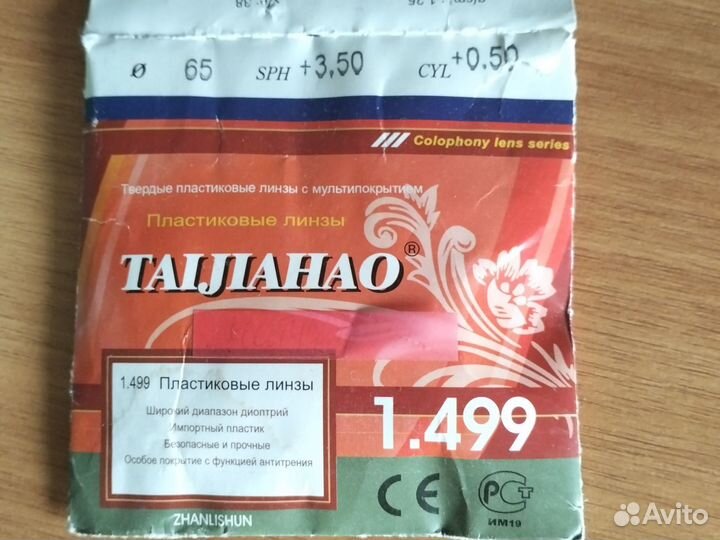 ø 65 SPH +3,50 CYL +0.50
Colophony lens series
Твердые пластиковые линзы с мультипокрытием
Пластиковые линзы
TAIJIAHAO®
1.499 Пластиковые линзы
Широкий диапазон диоптрий
Импортный пластик
Безопасные и прочные
Особое покрытие с функцией антитрения
1.499
CE РСТ
ИМ19
ZHANLISHUN
Avito